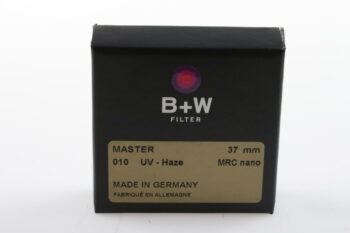 B+W
FILTER
MASTER 37 mm
010 UV - Haze MRC nano
MADE IN GERMANY
FABRIQUÉ EN ALLEMAGNE